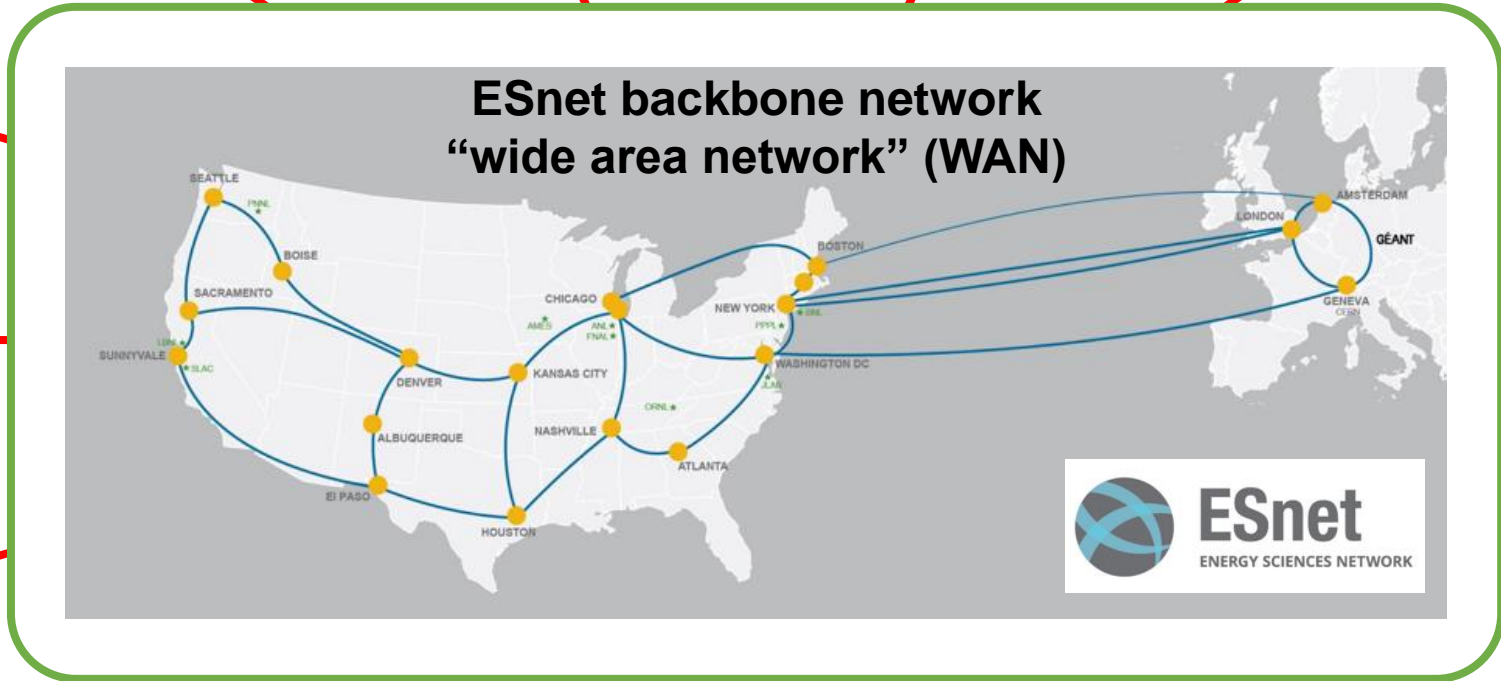 ESnet backbone network
“wide area network” (WAN)
SEATTLE
PNNL
BOISE
SACRAMENTO
LBNL
SUNNYVALE
SLAC
DENVER
ALBUQUERQUE
El PASO
HOUSTON
KANSAS CITY
AMES
CHICAGO
ANL
FNAL
NASHVILLE
ORNL
ATLANTA
BOSTON
NEW YORK
BNL
PPPL
WASHINGTON DC
JLAB
AMSTERDAM
LONDON
GÉANT
GENEVA
CERN
ESnet
ENERGY SCIENCES NETWORK